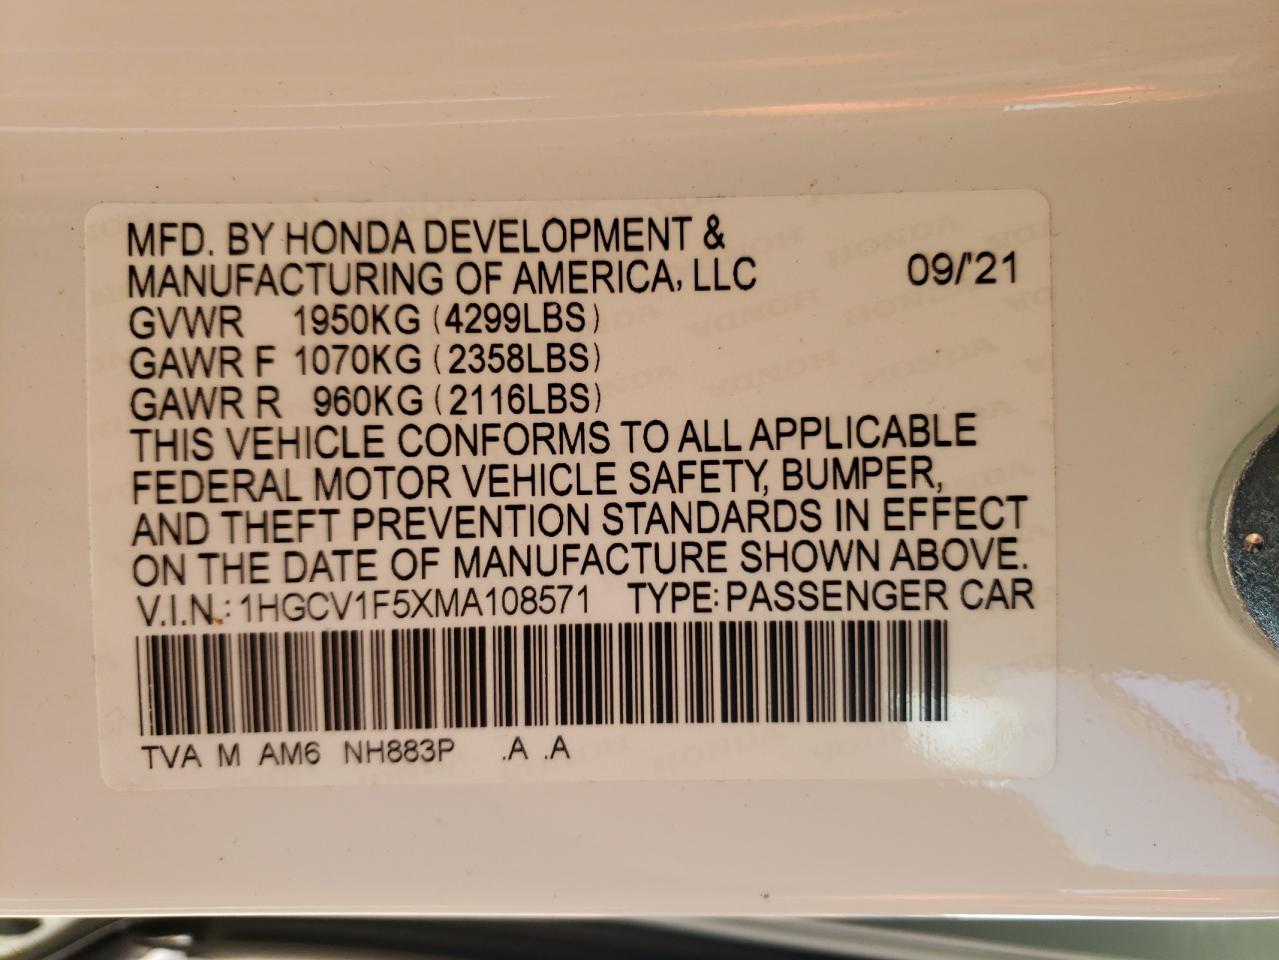 MFD. BY HONDA DEVELOPMENT &
MANUFACTURING OF AMERICA, LLC 09/'21
GVWR 1950KG (4299LBS)
GAWR F 1070KG (2358LBS)
GAWR R 960KG (2116LBS)
THIS VEHICLE CONFORMS TO ALL APPLICABLE
FEDERAL MOTOR VEHICLE SAFETY, BUMPER,
AND THEFT PREVENTION STANDARDS IN EFFECT
ON THE DATE OF MANUFACTURE SHOWN ABOVE.
V.I.N.: 1HGCV1F5XMA108571 TYPE: PASSENGER CAR
TVA M AM6 NH883P .A .A